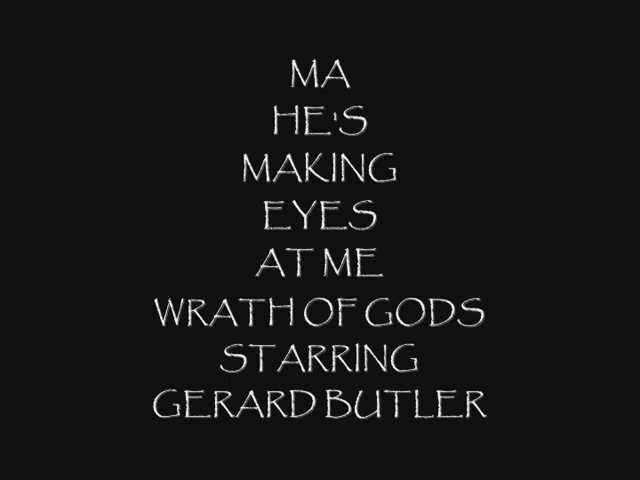 MA
HE'S
MAKING
EYES
AT ME
WRATH OF GODS
STARRING
GERARD BUTLER